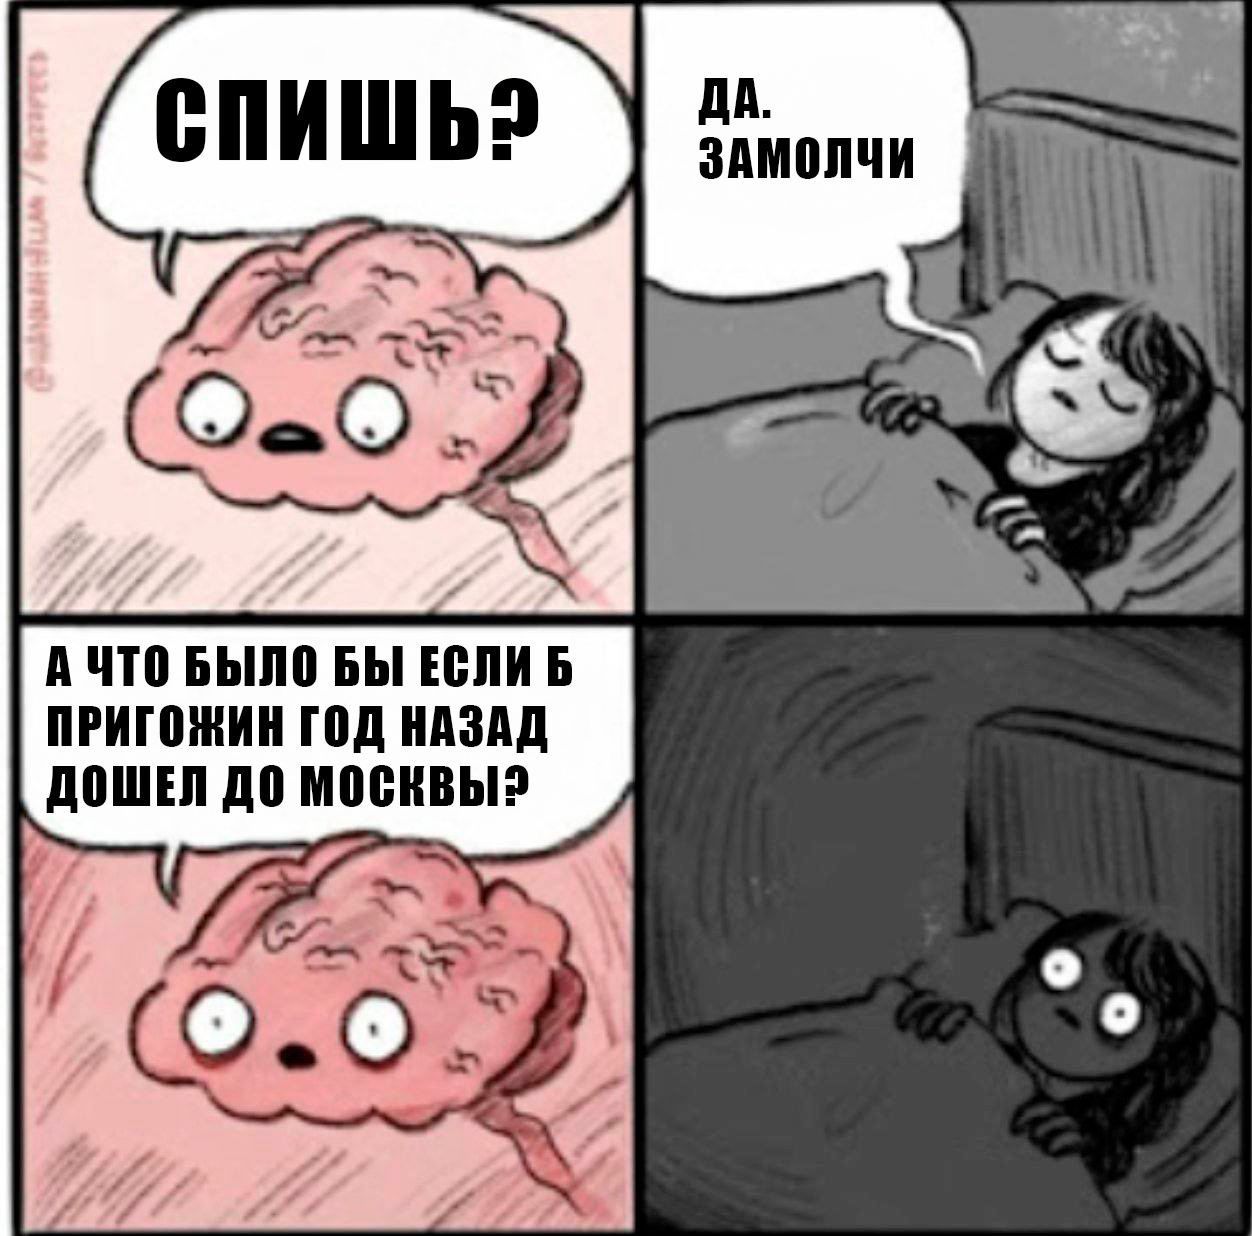 СПИШЬ?
ДА.
ЗАМОЛЧИ
А ЧТО БЫЛО БЫ ЕСЛИ Б
ПРИГОЖИН ГОД НАЗАД
ДОШЕЛ ДО МОСКВЫ?